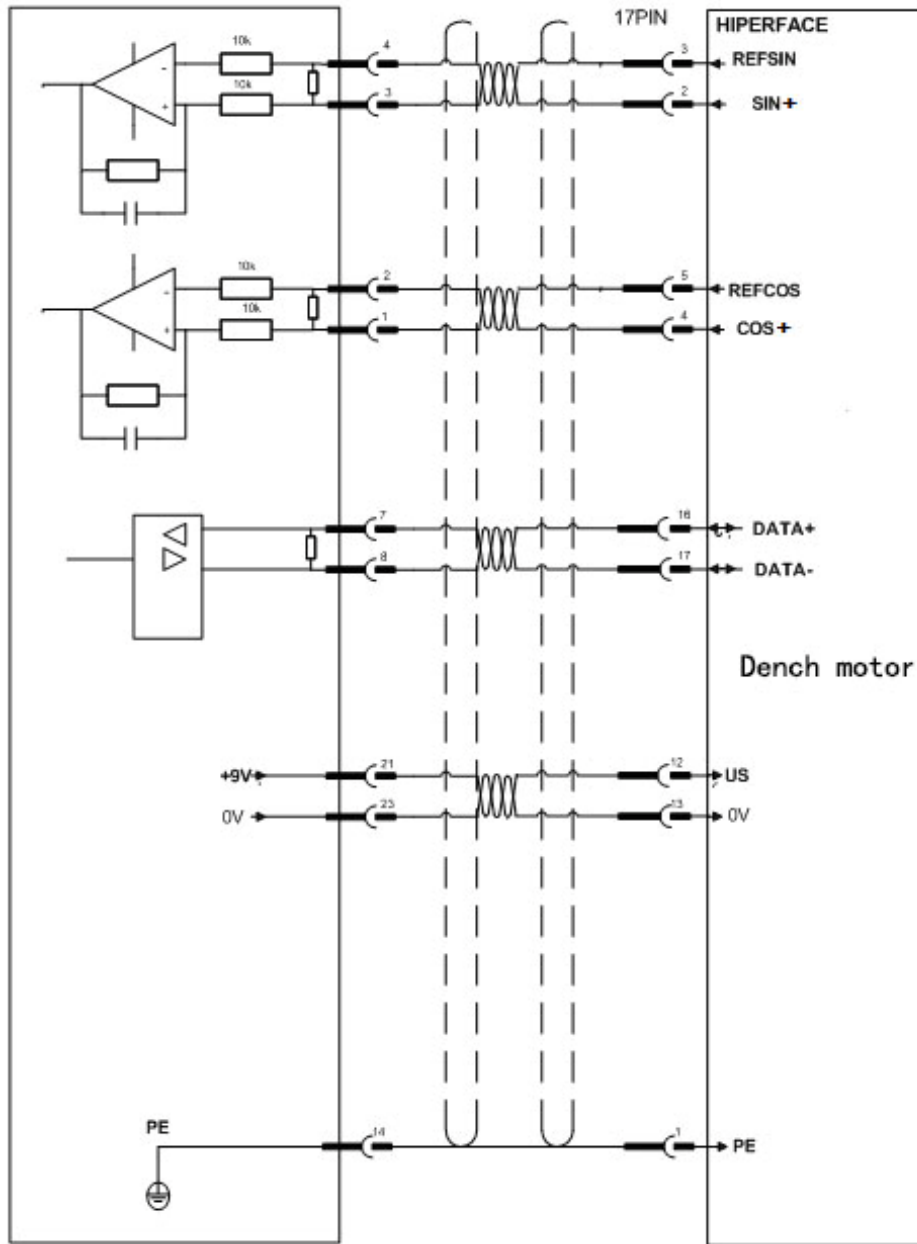 17PIN
HIPERFACE
10k
4
3
REFSIN
10k
3
2
SIN+
10k
2
5
REFCOS
10k
1
4
COS+
7
16
DATA+
8
17
DATA-
Dench motor
+9V
21
12
US
0V
23
13
0V
PE
14
1
PE